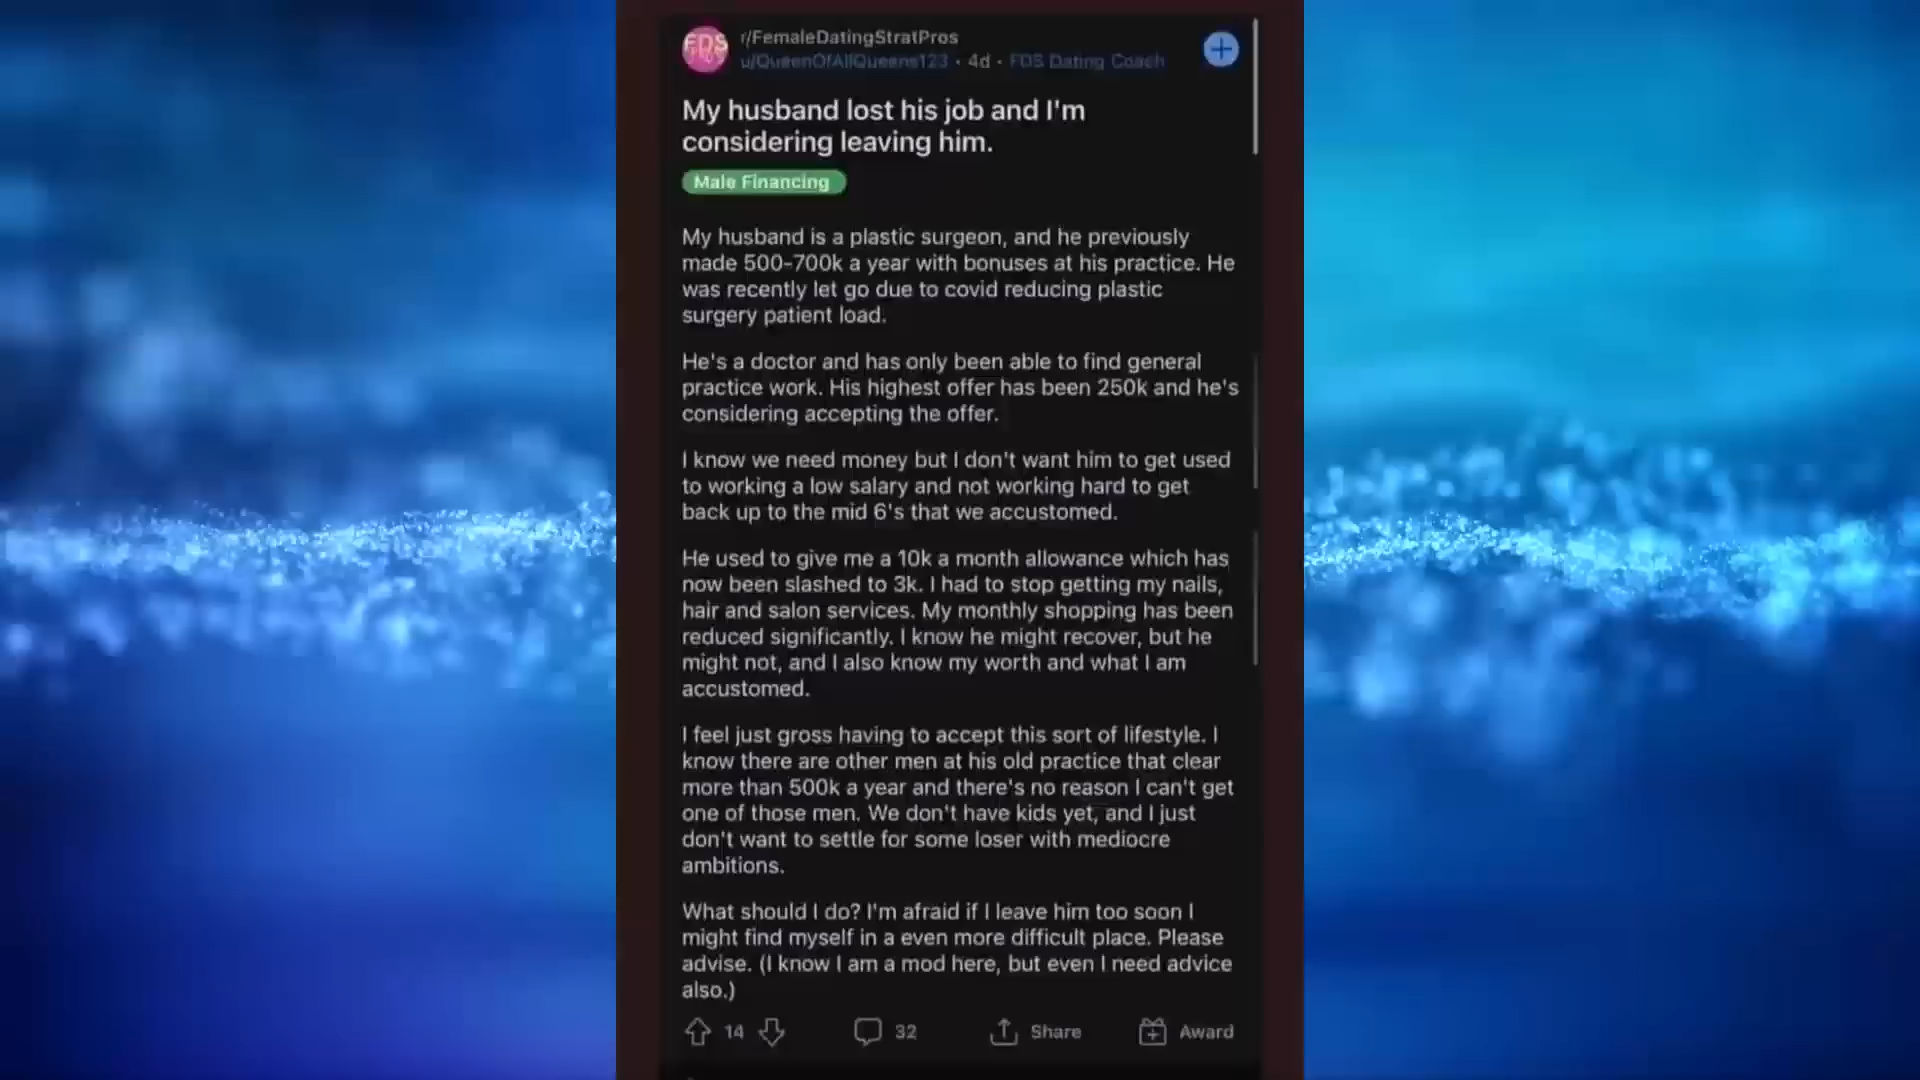 FDS
r/FemaleDatingStratPros
u/QueenOfAllQueens123 • 4d • FDS Dating Coach
My husband lost his job and I'm
considering leaving him.
Male Financing
My husband is a plastic surgeon, and he previously
made 500-700k a year with bonuses at his practice. He
was recently let go due to covid reducing plastic
surgery patient load.
He's a doctor and has only been able to find general
practice work. His highest offer has been 250k and he's
considering accepting the offer.
I know we need money but I don't want him to get used
to working a low salary and not working hard to get
back up to the mid 6's that we accustomed.
He used to give me a 10k a month allowance which has
now been slashed to 3k. I had to stop getting my nails,
hair and salon services. My monthly shopping has been
reduced significantly. I know he might recover, but he
might not, and I also know my worth and what I am
accustomed.
I feel just gross having to accept this sort of lifestyle. I
know there are other men at his old practice that clear
more than 500k a year and there's no reason I can't get
one of those men. We don't have kids yet, and I just
don't want to settle for some loser with mediocre
ambitions.
What should I do? I'm afraid if I leave him too soon I
might find myself in a even more difficult place. Please
advise. (I know I am a mod here, but even I need advice
also.)
14 32 Share Award